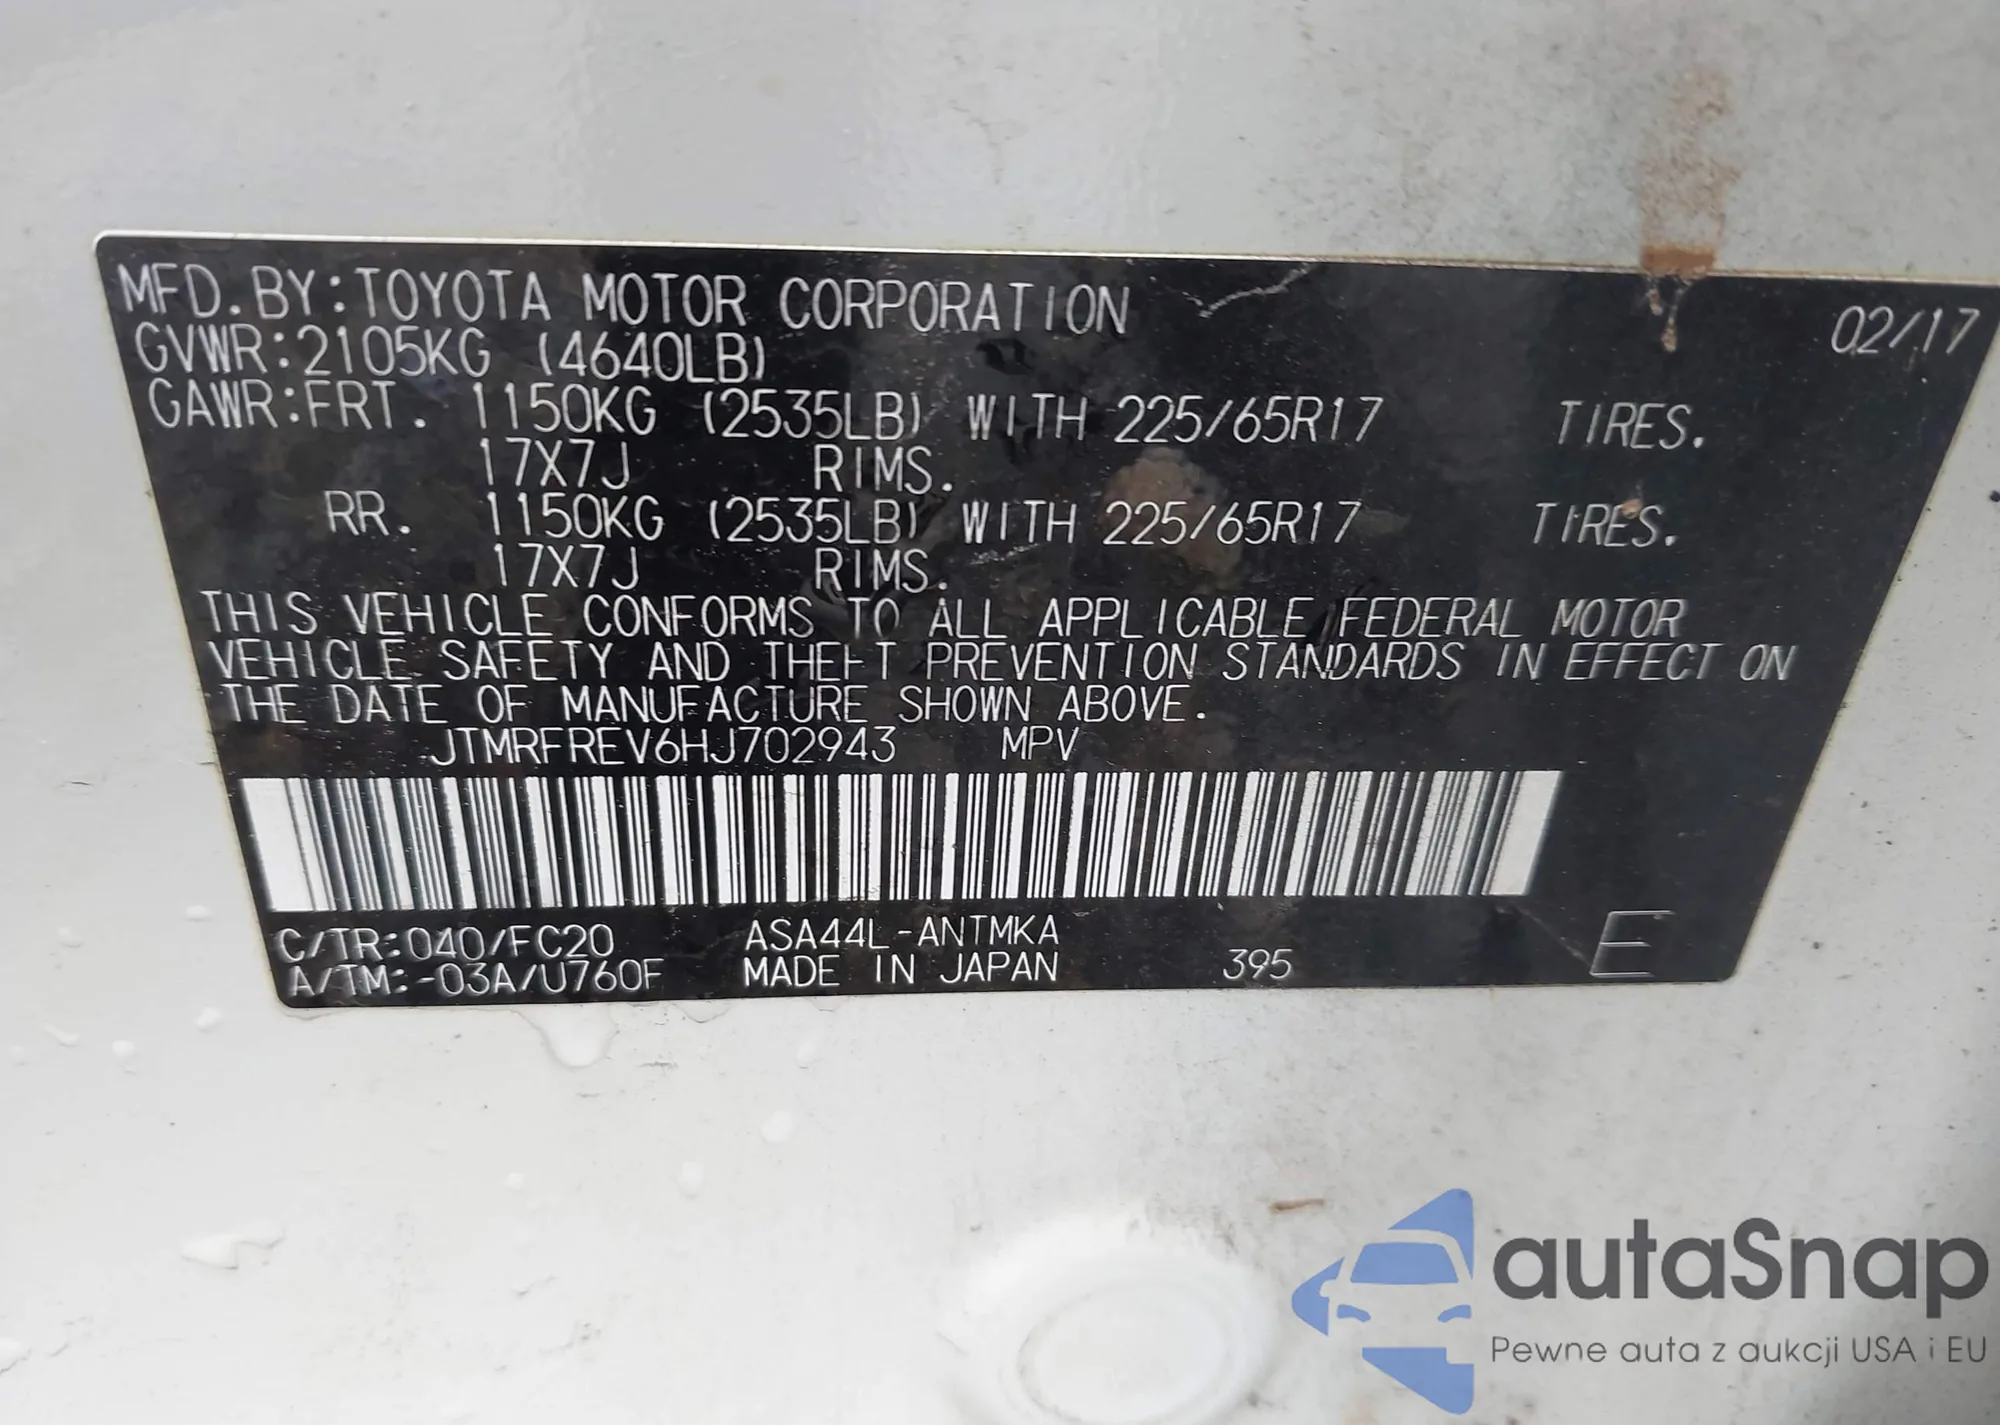 MFD. BY: TOYOTA MOTOR CORPORATION 02/17
GVWR: 2105KG (4640LB)
GAWR: FRT. 1150KG (2535LB) WITH 225/65R17 TIRES.
17X7J RIMS.
RR. 1150KG (2535LB) WITH 225/65R17 TIRES.
17X7J RIMS.
THIS VEHICLE CONFORMS TO ALL APPLICABLE FEDERAL MOTOR
VEHICLE SAFETY AND THEFT PREVENTION STANDARDS IN EFFECT ON
THE DATE OF MANUFACTURE SHOWN ABOVE.
JTMRFREV6HJ702943 MPV
C/TR: 040/FC20 ASA44L-ANTMKA
A/TM: -03A/U760F MADE IN JAPAN 395 E
autaSnap
Pewne auta z aukcji USA i EU